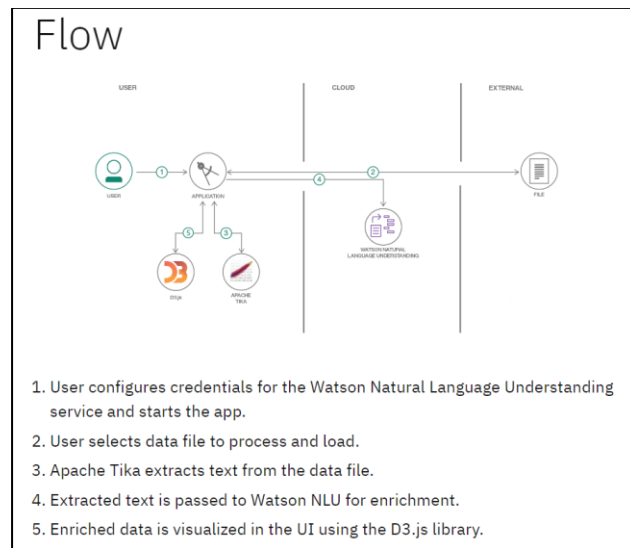 Flow
USER
CLOUD
EXTERNAL
1
2
4
USER
APPLICATION
FILE
5
3
WATSON NATURAL
LANGUAGE UNDERSTANDING
D3.js
APACHE
TIKA
1. User configures credentials for the Watson Natural Language Understanding
service and starts the app.
2. User selects data file to process and load.
3. Apache Tika extracts text from the data file.
4. Extracted text is passed to Watson NLU for enrichment.
5. Enriched data is visualized in the UI using the D3.js library.